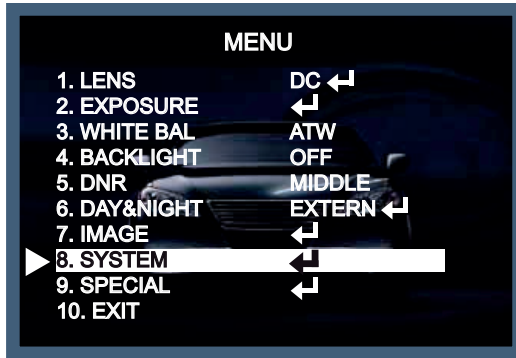 MENU
1. LENS DC ↵
2. EXPOSURE ↵
3. WHITE BAL ATW
4. BACKLIGHT OFF
5. DNR MIDDLE
6. DAY&NIGHT EXTERN ↵
7. IMAGE ↵
8. SYSTEM ↵
9. SPECIAL ↵
10. EXIT